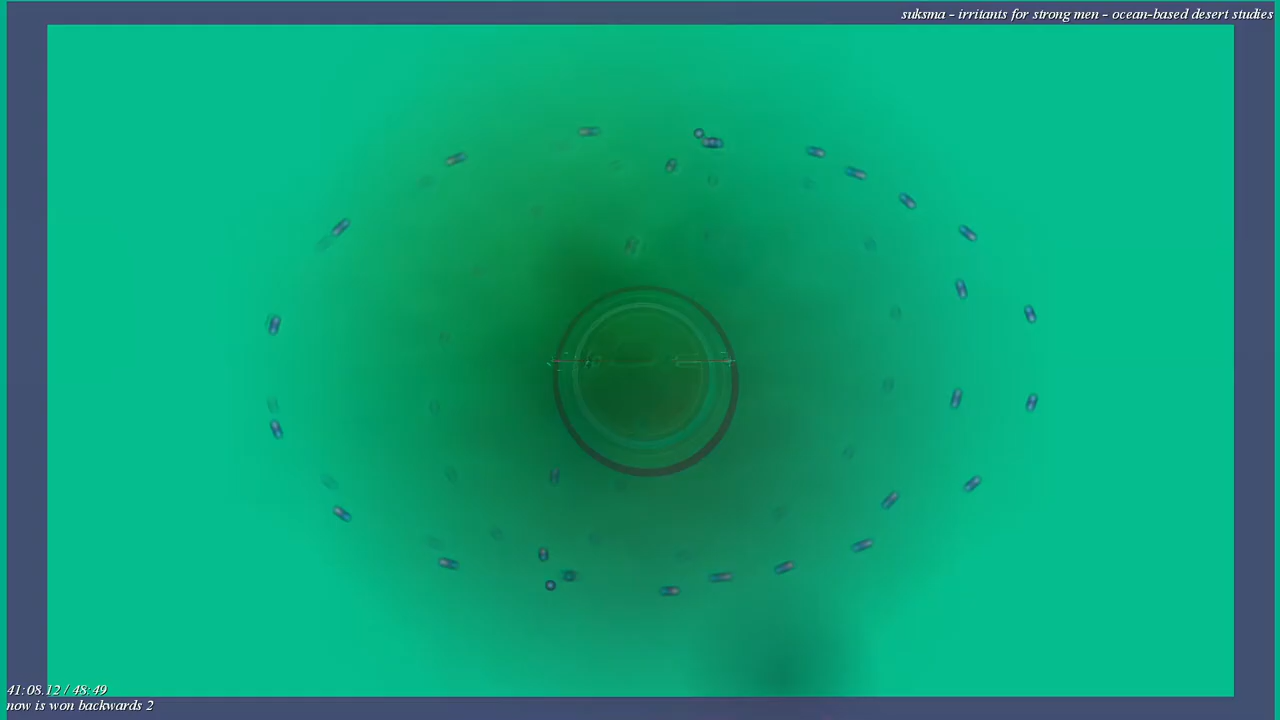 suksma - irritants for strong men - ocean-based desert studies
41:08.12 / 48:49
now is won backwards 2